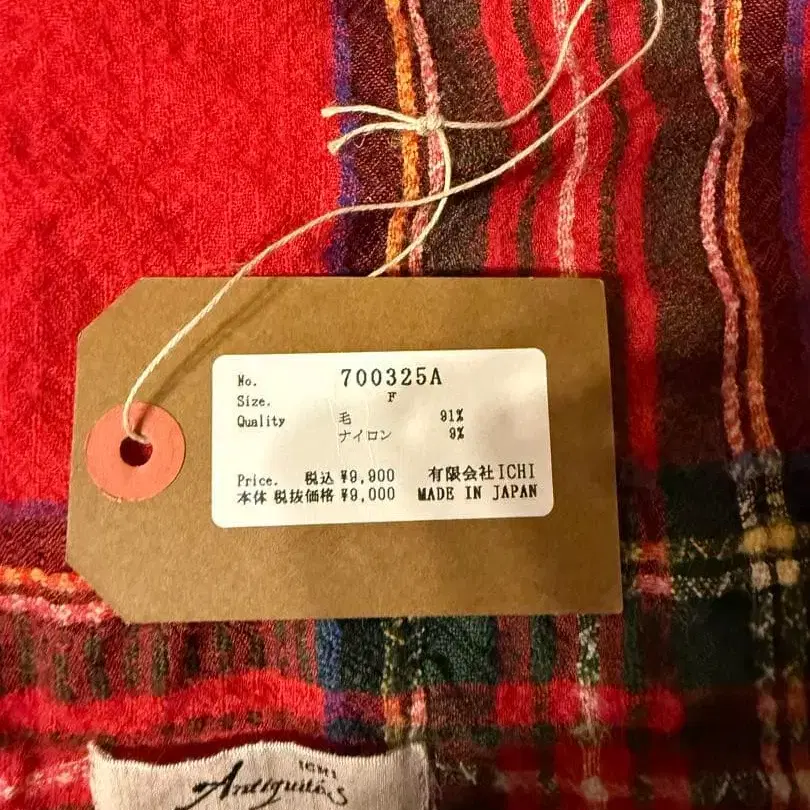 No. 700325A
Size. F
Quality 毛 91%
ナイロン 9%
Price. 税込 ¥9,900 有限会社ICHI
本体 税抜価格 ¥9,000 MADE IN JAPAN
ICHI
Antiquités